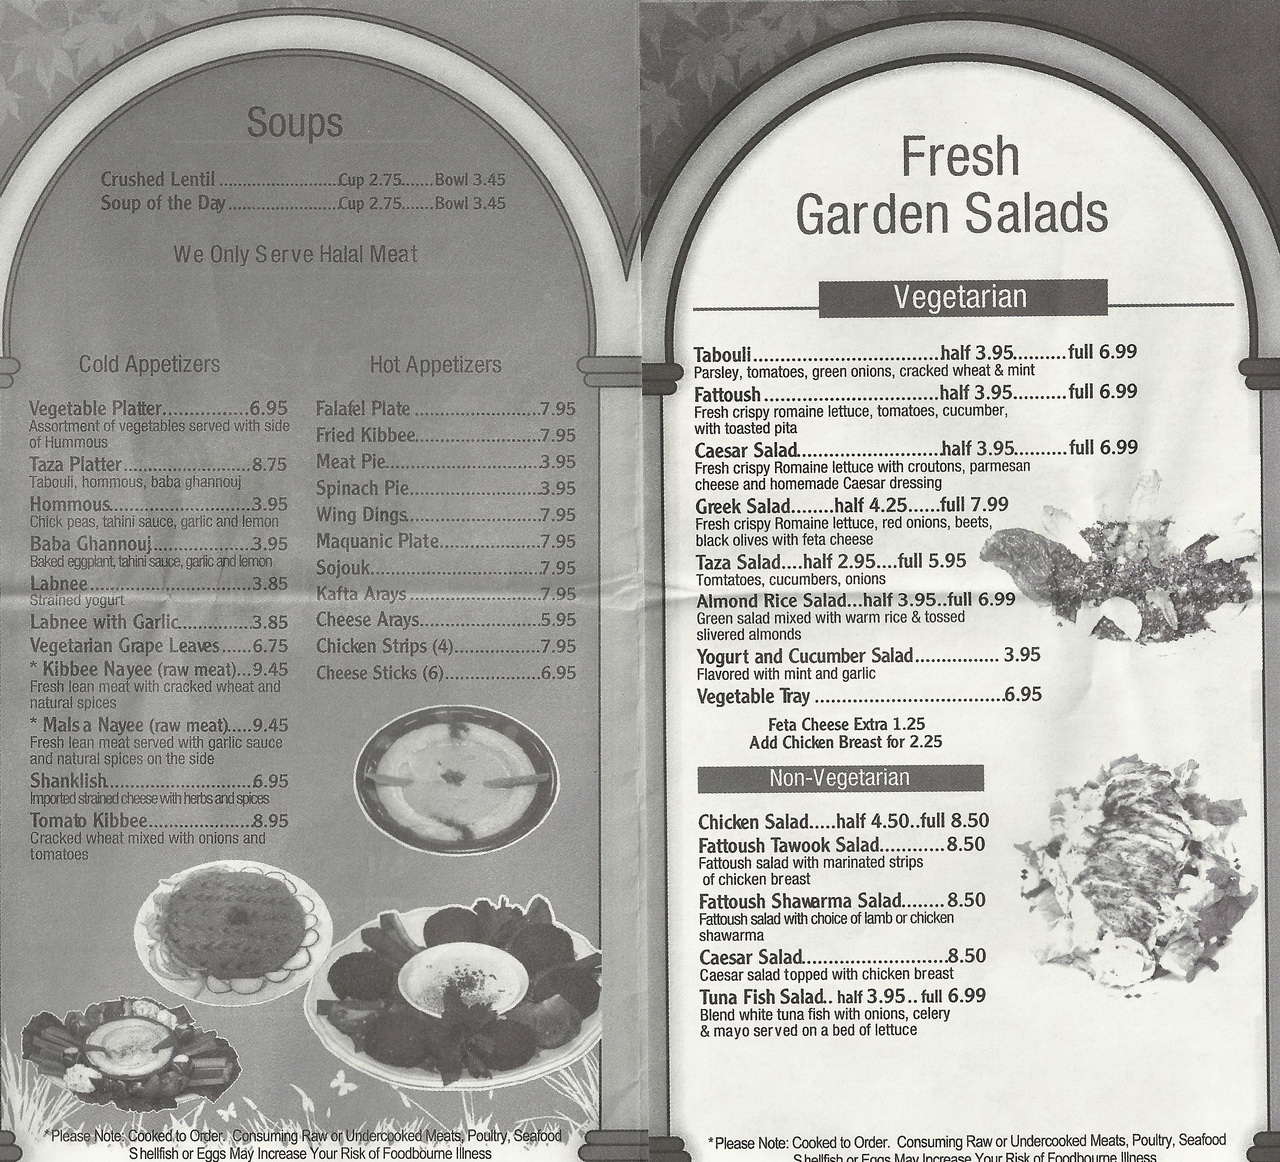 Soups
Crushed Lentil ........................Cup 2.75.......Bowl 3.45
Soup of the Day......................Cup 2.75.......Bowl 3.45
We Only Serve Halal Meat
Cold Appetizers
Vegetable Platter................6.95
Assortment of vegetables served with side
of Hummous
Taza Platter........................8.75
Tabouli, hommous, baba ghannouj
Hommous..........................3.95
Chick peas, tahini sauce, garlic and lemon
Baba Ghannouj..................3.95
Baked eggplant, tahini sauce, garlic and lemon
Labnee..............................3.85
Strained yogurt
Labnee with Garlic..............3.85
Vegetarian Grape Leaves......6.75
* Kibbee Nayee (raw meat)...9.45
Fresh lean meat with cracked wheat and
natural spices
* Malsa Nayee (raw meat).....9.45
Fresh lean meat served with garlic sauce
and natural spices on the side
Shanklish...........................6.95
Imported strained cheese with herbs and spices
Tomato Kibbee...................8.95
Cracked wheat mixed with onions and
tomatoes
Hot Appetizers
Falafel Plate .......................7.95
Fried Kibbee.......................7.95
Meat Pie............................3.95
Spinach Pie........................3.95
Wing Dings........................7.95
Maquanic Plate...................7.95
Sojouk...............................7.95
Kafta Arays ........................7.95
Cheese Arays......................5.95
Chicken Strips (4)................7.95
Cheese Sticks (6)..................6.95
*Please Note: Cooked to Order. Consuming Raw or Undercooked Meats, Poultry, Seafood
Shellfish or Eggs May Increase Your Risk of Foodbourne Illness
Fresh
Garden Salads
Vegetarian
Tabouli...................................half 3.95..........full 6.99
Parsley, tomatoes, green onions, cracked wheat & mint
Fattoush .................................half 3.95..........full 6.99
Fresh crispy romaine lettuce, tomatoes, cucumber,
with toasted pita
Caesar Salad...........................half 3.95..........full 6.99
Fresh crispy Romaine lettuce with croutons, parmesan
cheese and homemade Caesar dressing
Greek Salad........half 4.25......full 7.99
Fresh crispy Romaine lettuce, red onions, beets,
black olives with feta cheese
Taza Salad....half 2.95....full 5.95
Tomtatoes, cucumbers, onions
Almond Rice Salad...half 3.95..full 6.99
Green salad mixed with warm rice & tossed
slivered almonds
Yogurt and Cucumber Salad................ 3.95
Flavored with mint and garlic
Vegetable Tray ....................................6.95
Feta Cheese Extra 1.25
Add Chicken Breast for 2.25
Non-Vegetarian
Chicken Salad.....half 4.50..full 8.50
Fattoush Tawook Salad............8.50
Fattoush salad with marinated strips
of chicken breast
Fattoush Shawarma Salad........8.50
Fattoush salad with choice of lamb or chicken
shawarma
Caesar Salad...........................8.50
Caesar salad topped with chicken breast
Tuna Fish Salad.. half 3.95.. full 6.99
Blend white tuna fish with onions, celery
& mayo served on a bed of lettuce
*Please Note: Cooked to Order. Consuming Raw or Undercooked Meats, Poultry, Seafood
Shellfish or Eggs May Increase Your Risk of Foodbourne Illness